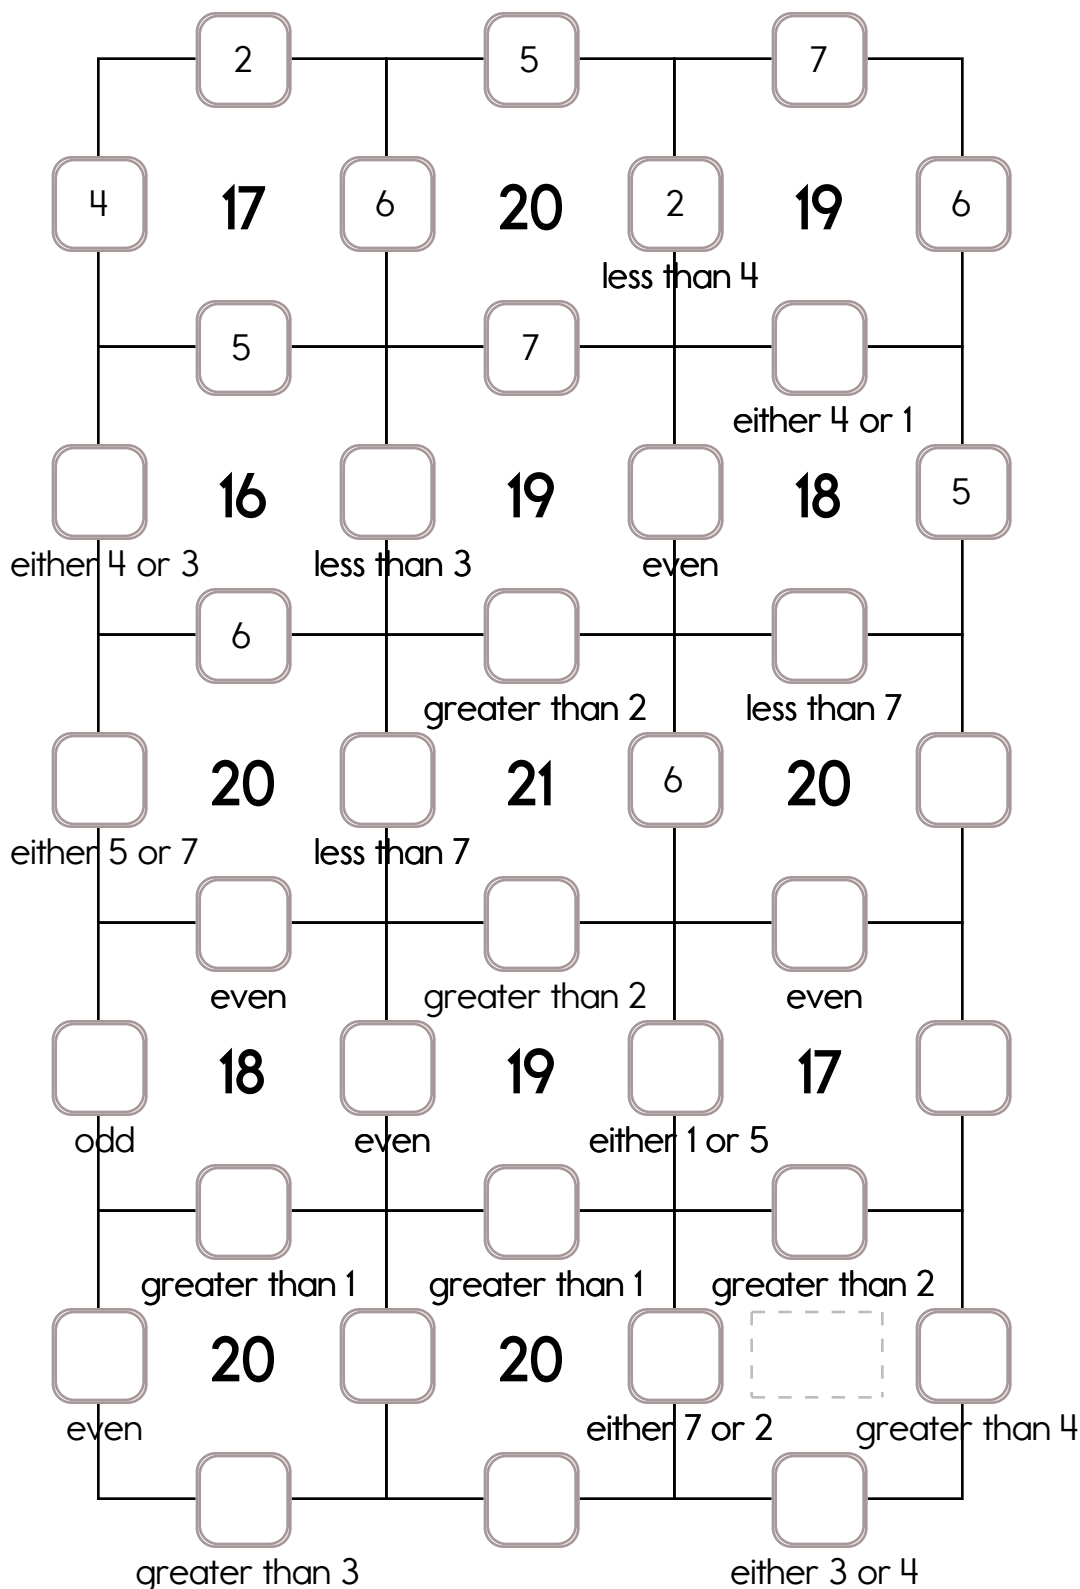 2 5 7
4 17 6 20 2 19 6
less than 4
5 7
either 4 or 1
16 19 18 5
either 4 or 3 less than 3 even
6
greater than 2 less than 7
20 21 6 20
either 5 or 7 less than 7
even greater than 2 even
18 19 17
odd even either 1 or 5
greater than 1 greater than 1 greater than 2
20 20
even either 7 or 2 greater than 4
greater than 3 either 3 or 4